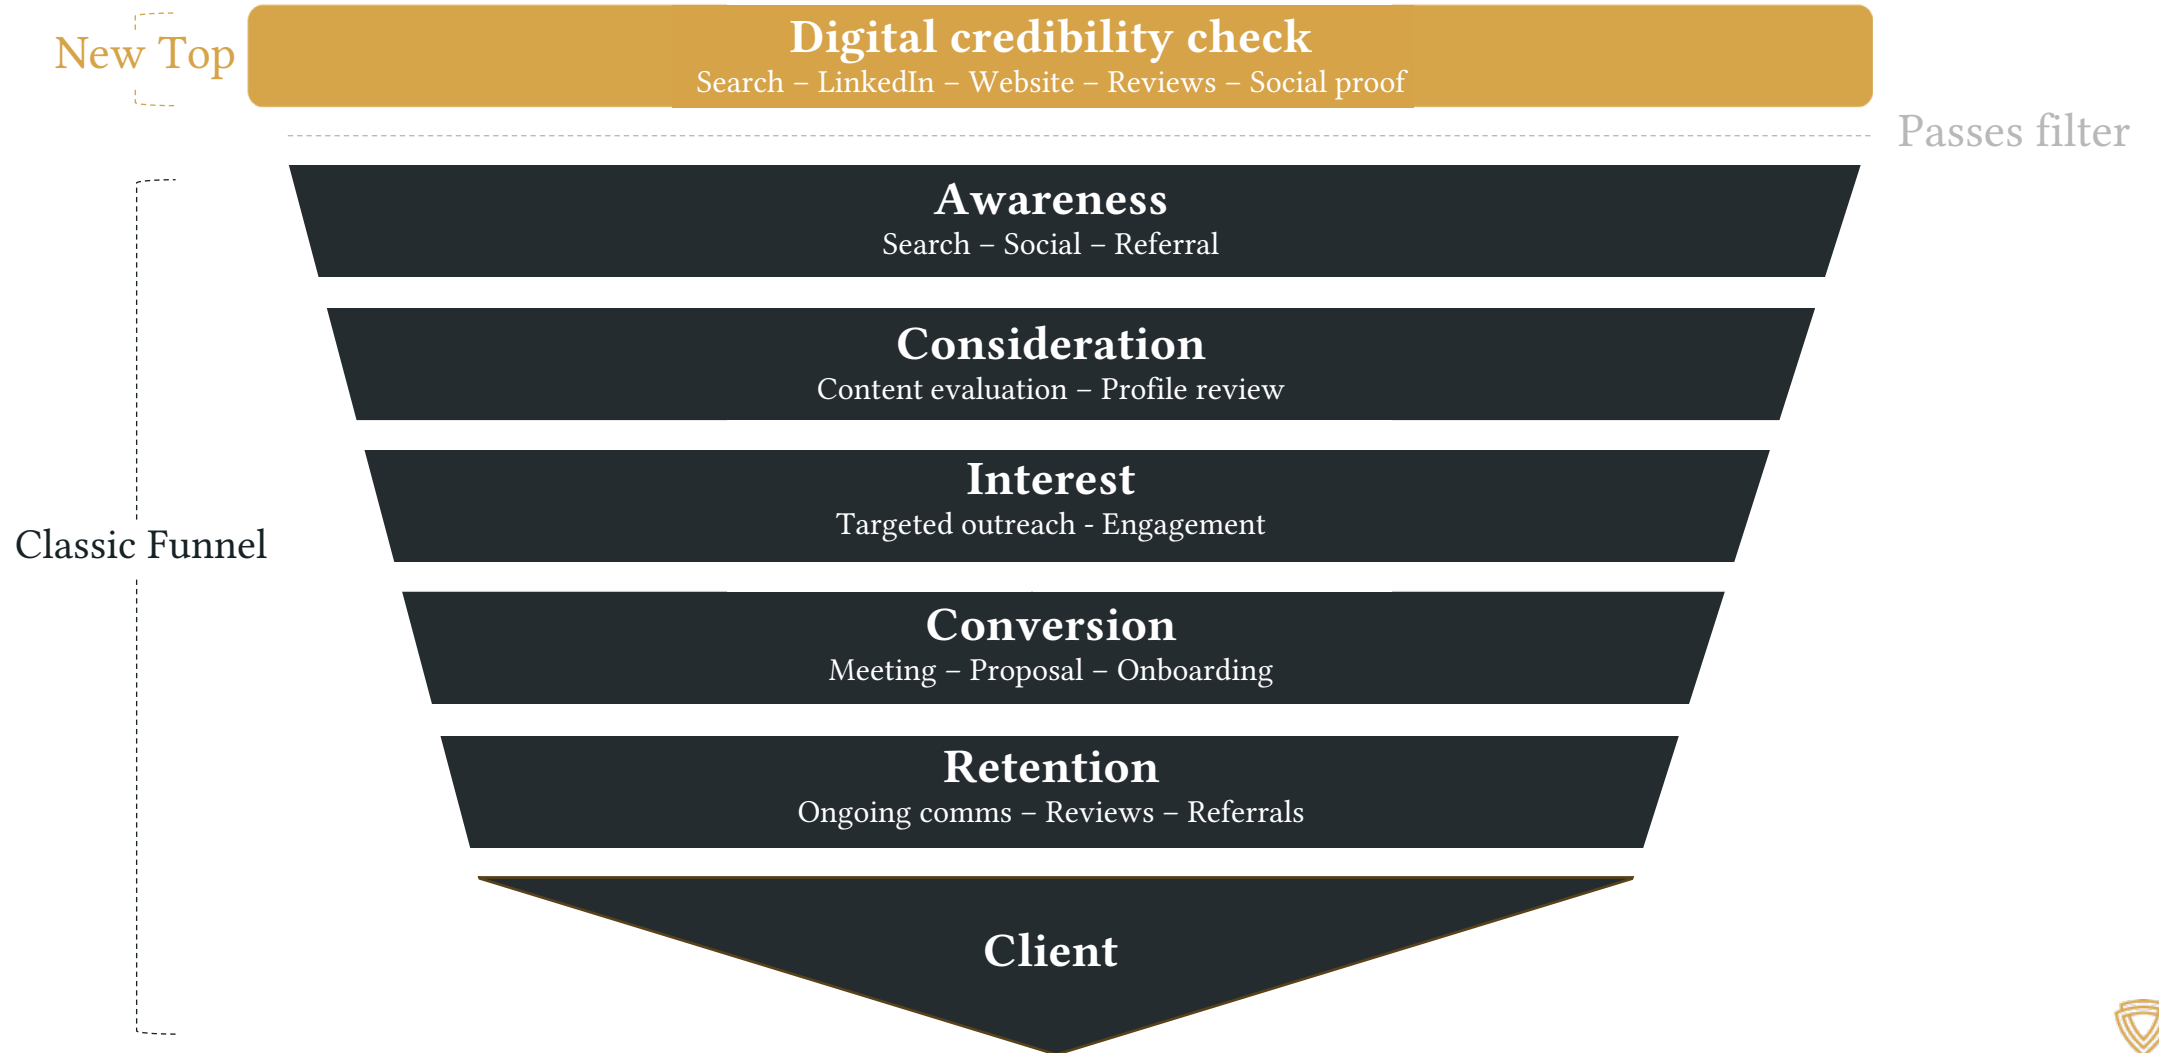 New Top
Digital credibility check
Search – LinkedIn – Website – Reviews – Social proof
Passes filter
Awareness
Search – Social – Referral
Consideration
Content evaluation – Profile review
Interest
Targeted outreach - Engagement
Classic Funnel
Conversion
Meeting – Proposal – Onboarding
Retention
Ongoing comms – Reviews – Referrals
Client